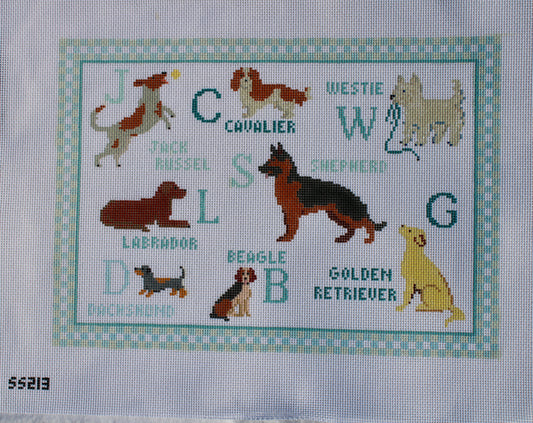 J
JACK
RUSSEL
C
CAVALIER
WESTIE
W
S
SHEPHERD
L
LABRADOR
G
GOLDEN
RETRIEVER
D
DACHSHUND
BEAGLE
B
SS213